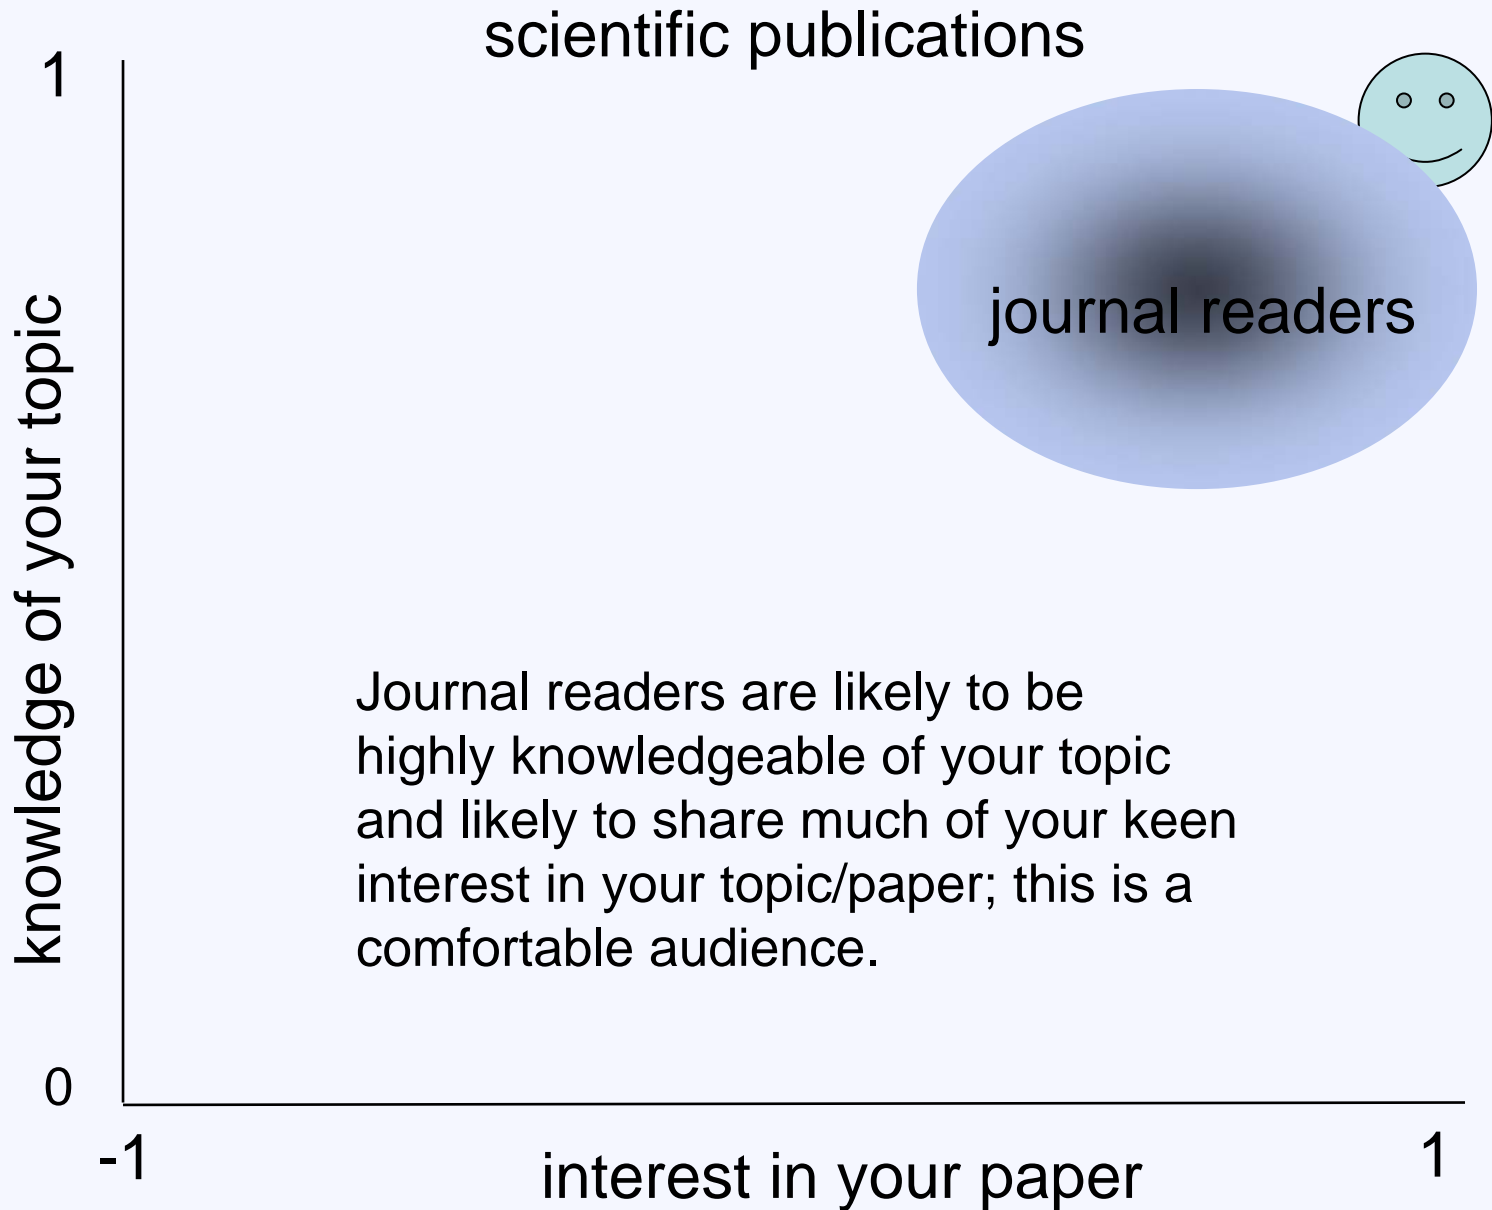 scientific publications
1
journal readers
knowledge of your topic
Journal readers are likely to be
highly knowledgeable of your topic
and likely to share much of your keen
interest in your topic/paper; this is a
comfortable audience.
0
-1
interest in your paper
1